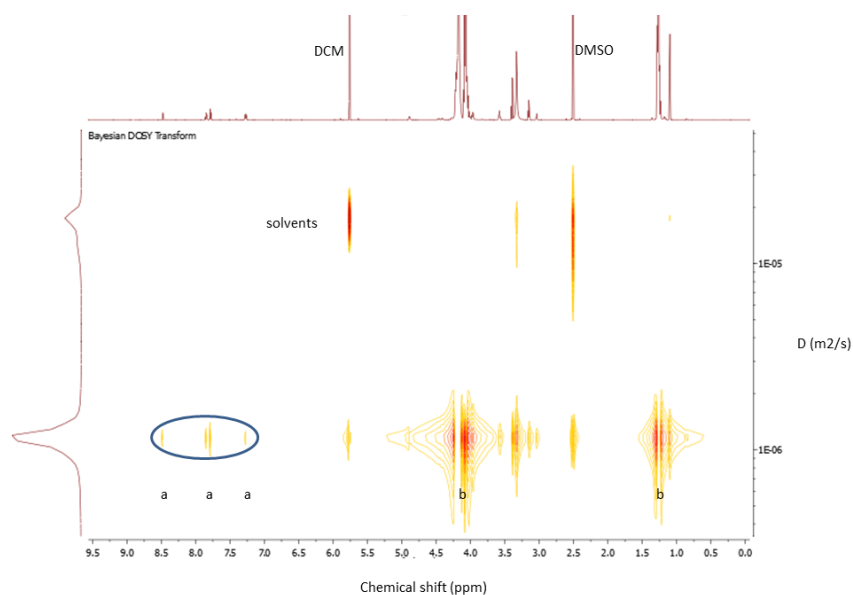 DCM
DMSO
Bayesian DOSY Transform
solvents
1E-05
D (m2/s)
1E-06
a a a b b
9.5 9.0 8.5 8.0 7.5 7.0 6.5 6.0 5.5 5.0 4.5 4.0 3.5 3.0 2.5 2.0 1.5 1.0 0.5 0.0
Chemical shift (ppm)